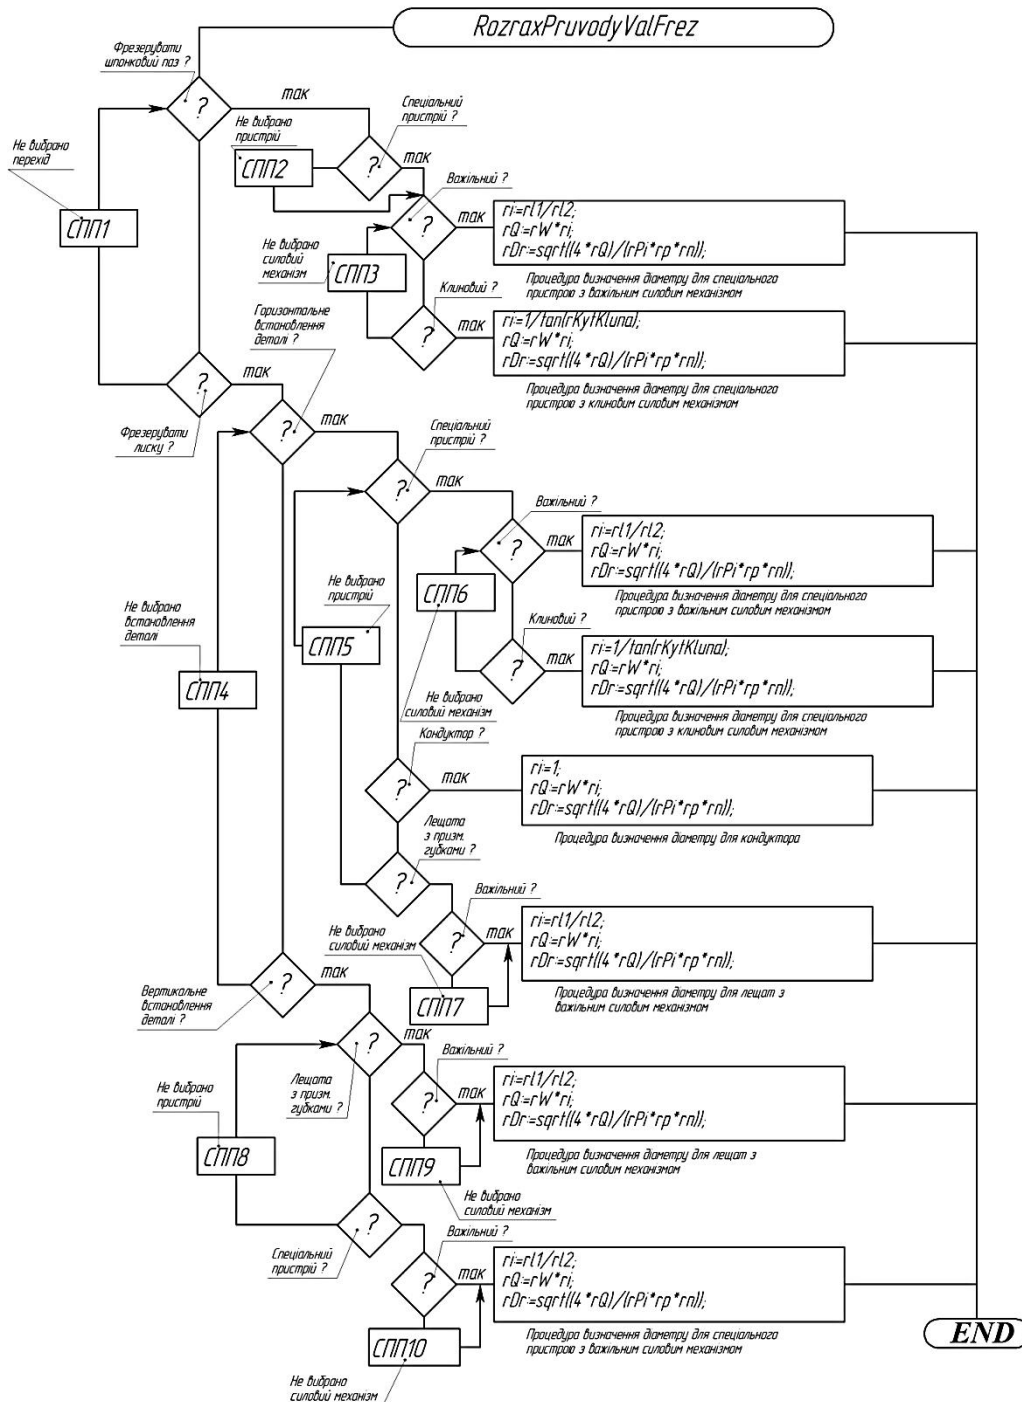 RozraxPruvodyValFrez
Фрезерувати
шпонковий паз ?
?
так
Спеціальний
пристрій ?
Не вибрано
пристрій
СПП2
?
так
Не вибрано
перехід
СПП1
Важільний ?
?
так
ri:=rl1/rl2;
rQ:=rW*ri;
rDr:=sqrt((4*rQ)/(rPi*rp*rn));
Процедура визначення діаметру для спеціального
пристрою з важільним силовим механізмом
Не вибрано
силовий
механізм
СПП3
Клиновий ?
?
так
ri:=1/tan(rKytKluna);
rQ:=rW*ri;
rDr:=sqrt((4*rQ)/(rPi*rp*rn));
Процедура визначення діаметру для спеціального
пристрою з клиновим силовим механізмом
Горизонтальне
встановлення
деталі ?
?
так
Фрезерувати
лиску ?
?
так
Спеціальний
пристрій ?
?
так
Важільний ?
?
так
ri:=rl1/rl2;
rQ:=rW*ri;
rDr:=sqrt((4*rQ)/(rPi*rp*rn));
Процедура визначення діаметру для спеціального
пристрою з важільним силовим механізмом
Не вибрано
пристрій
СПП5
СПП6
Не вибрано
встановлення
деталі
СПП4
Клиновий ?
?
так
ri:=1/tan(rKytKluna);
rQ:=rW*ri;
rDr:=sqrt((4*rQ)/(rPi*rp*rn));
Процедура визначення діаметру для спеціального
пристрою з клиновим силовим механізмом
Не вибрано
силовий механізм
Кондуктор ?
?
так
ri:=1;
rQ:=rW*ri;
rDr:=sqrt((4*rQ)/(rPi*rp*rn));
Процедура визначення діаметру для кондуктора
Лещата
з призм.
губками ?
?
Важільний ?
?
так
ri:=rl1/rl2;
rQ:=rW*ri;
rDr:=sqrt((4*rQ)/(rPi*rp*rn));
Процедура визначення діаметру для лещат з
важільним силовим механізмом
Не вибрано
силовий механізм
СПП7
Вертикальне
встановлення
деталі ?
?
так
?
так
Лещата
з призм.
губками ?
Важільний ?
?
так
ri:=rl1/rl2;
rQ:=rW*ri;
rDr:=sqrt((4*rQ)/(rPi*rp*rn));
Процедура визначення діаметру для лещат з
важільним силовим механізмом
Не вибрано
пристрій
СПП8
СПП9
Не вибрано
силовий механізм
?
Спеціальний
пристрій ?
Важільний ?
?
так
ri:=rl1/rl2;
rQ:=rW*ri;
rDr:=sqrt((4*rQ)/(rPi*rp*rn));
Процедура визначення діаметру для спеціального
пристрою з важільним силовим механізмом
СПП10
Не вибрано
силовий механізм
END